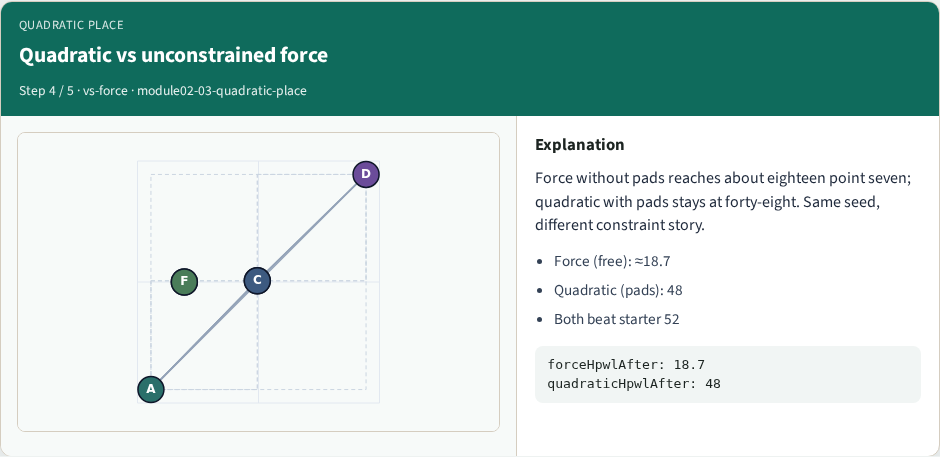 QUADRATIC PLACE
Quadratic vs unconstrained force
Step 4 / 5 · vs-force · module02-03-quadratic-place
D
F
C
A
Explanation
Force without pads reaches about eighteen point seven;
quadratic with pads stays at forty-eight. Same seed,
different constraint story.
• Force (free): ≈18.7
• Quadratic (pads): 48
• Both beat starter 52
forceHpwlAfter: 18.7
quadraticHpwlAfter: 48